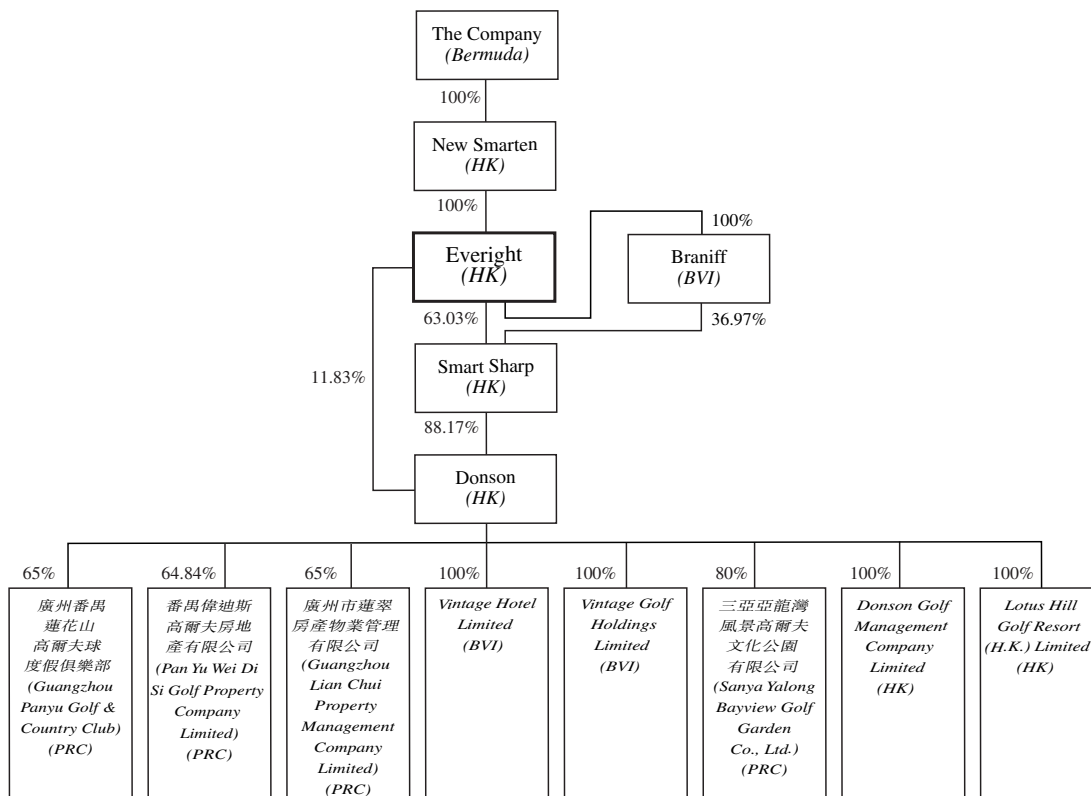 The Company
(Bermuda)
100%
New Smarten
(HK)
100%
100%
Everight
(HK)
Braniff
(BVI)
63.03%
36.97%
Smart Sharp
(HK)
11.83%
88.17%
Donson
(HK)
65%
廣州番禺
蓮花山
高爾夫球
度假俱樂部
(Guangzhou
Panyu Golf &
Country Club)
(PRC)
64.84%
番禺偉迪斯
高爾夫房地
產有限公司
(Pan Yu Wei Di
Si Golf Property
Company
Limited)
(PRC)
65%
廣州市蓮翠
房產物業管理
有限公司
(Guangzhou
Lian Chui
Property
Management
Company
Limited)
(PRC)
100%
Vintage Hotel
Limited
(BVI)
100%
Vintage Golf
Holdings
Limited
(BVI)
80%
三亞亞龍灣
風景高爾夫
文化公園
有限公司
(Sanya Yalong
Bayview Golf
Garden
Co., Ltd.)
(PRC)
100%
Donson Golf
Management
Company
Limited
(HK)
100%
Lotus Hill
Golf Resort
(H.K.) Limited
(HK)